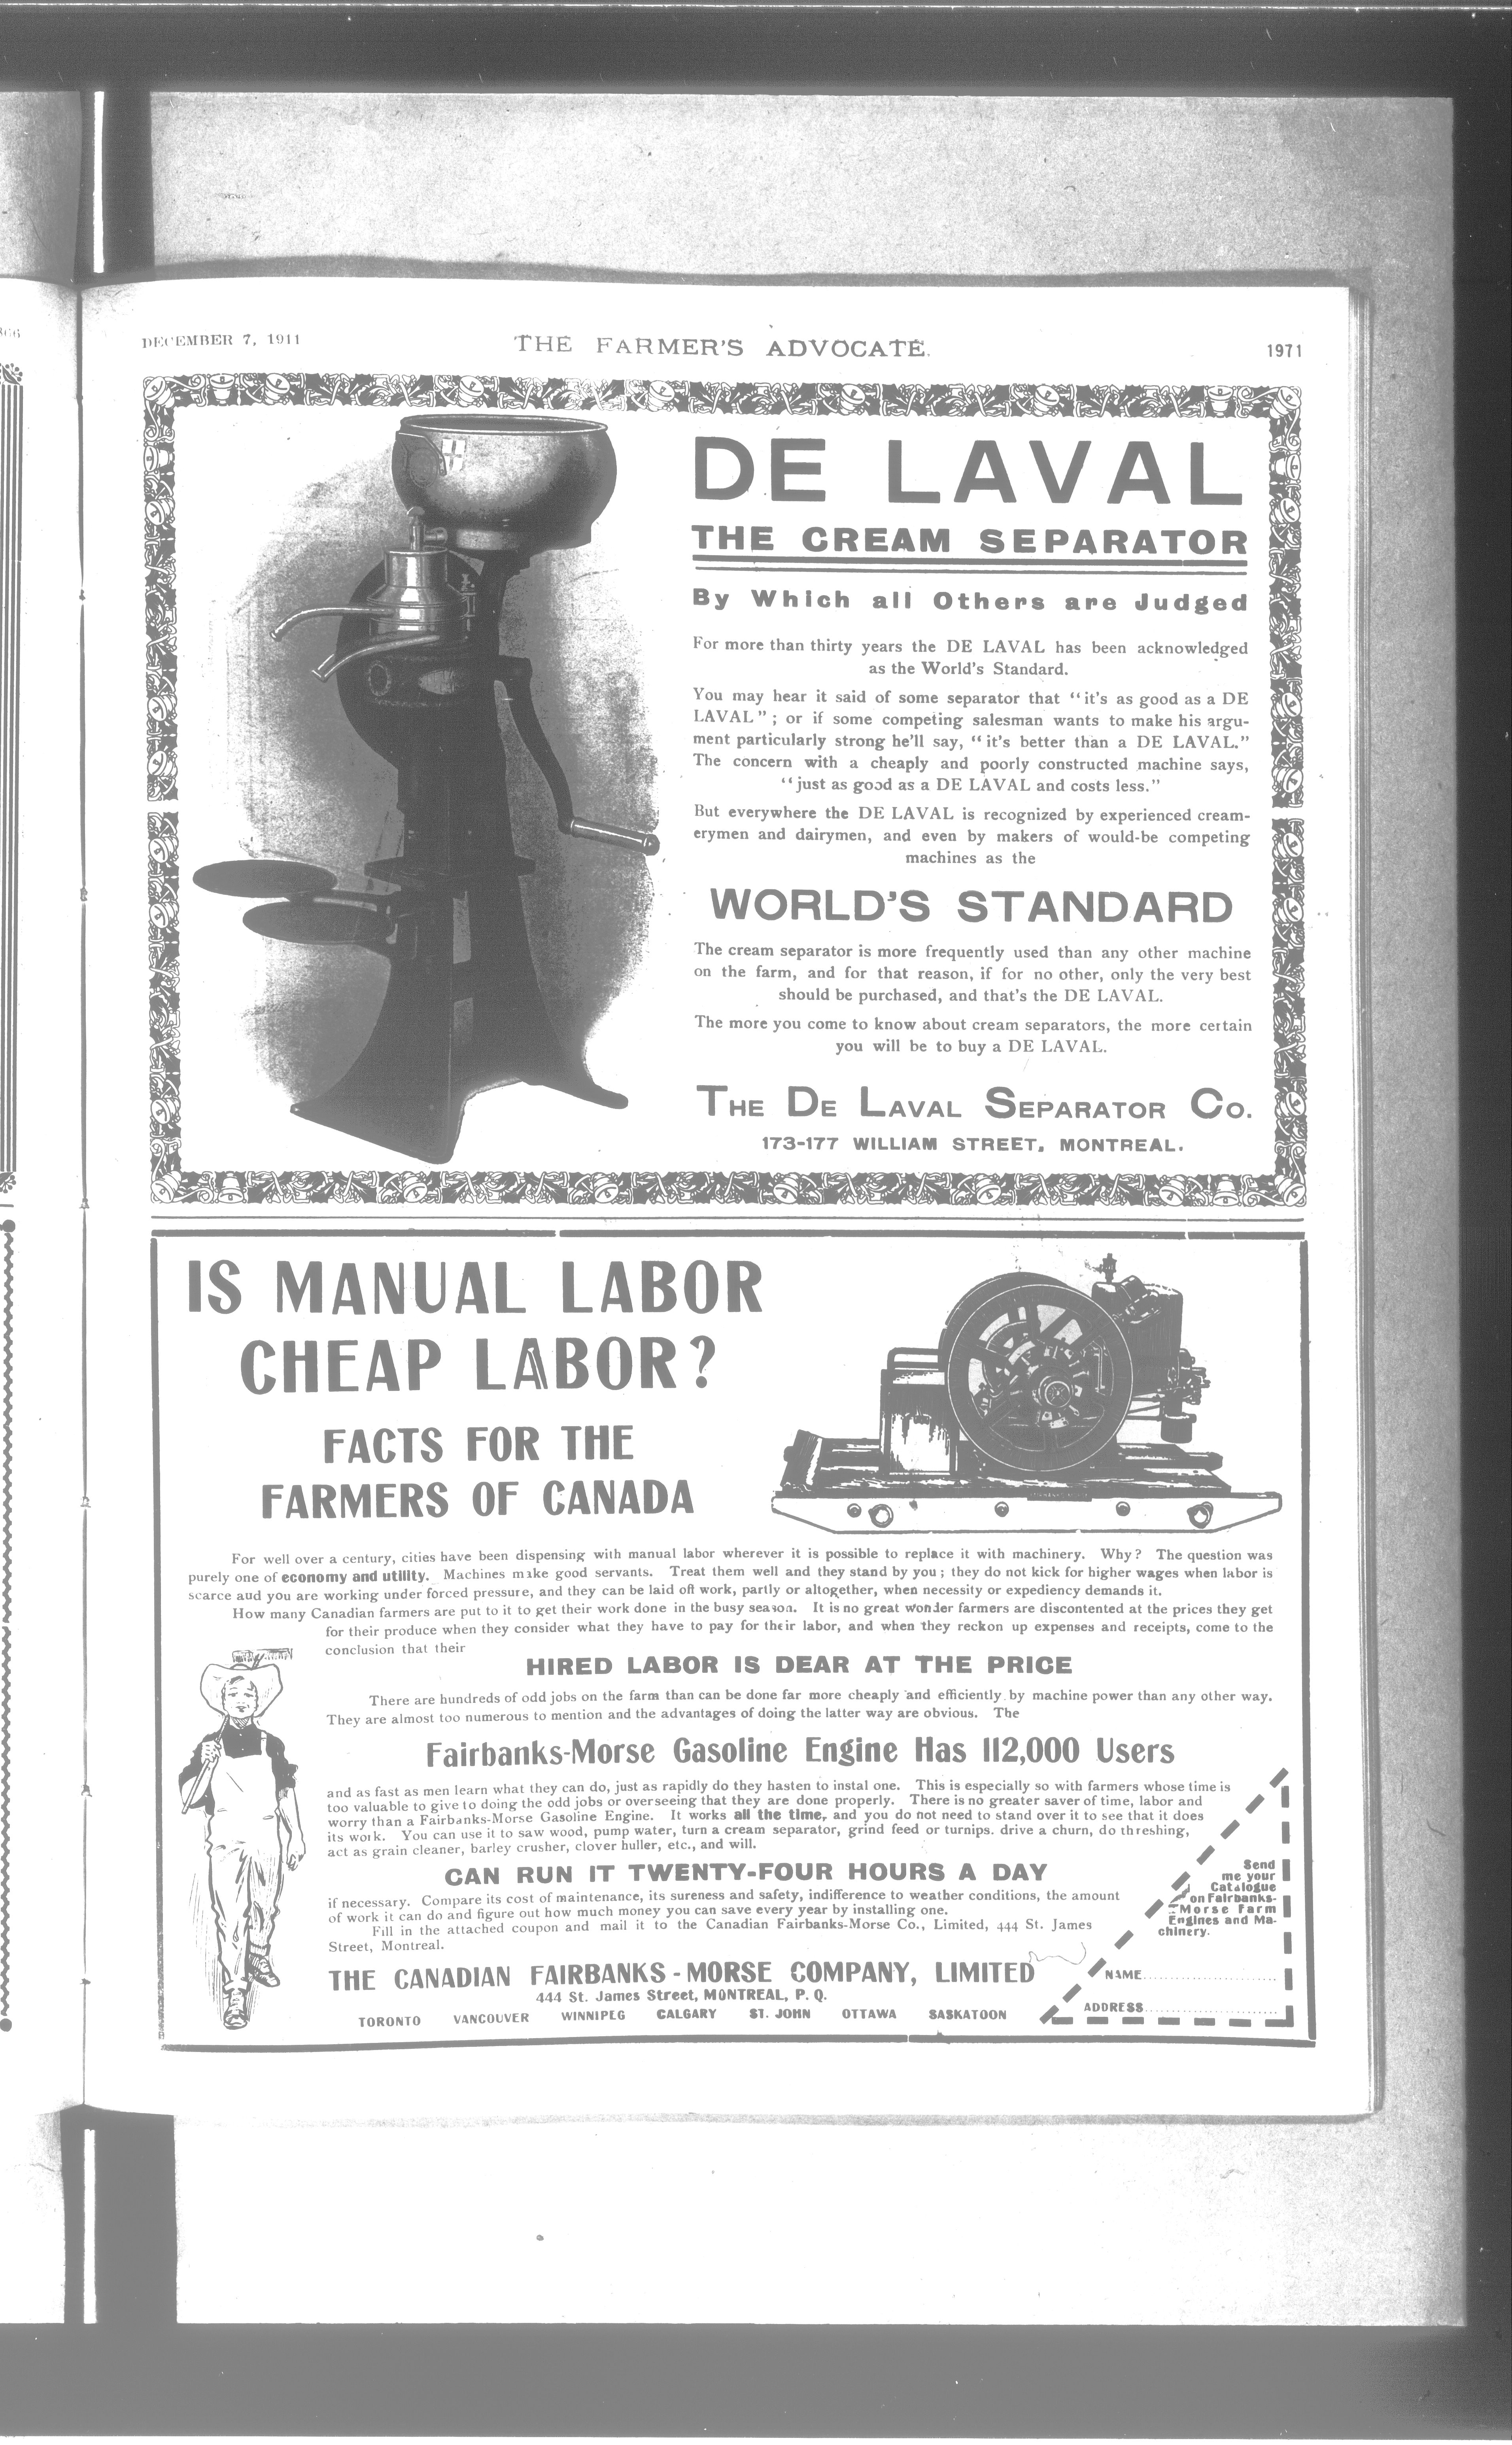 DECEMBER 7, 1911
THE FARMER'S ADVOCATE.
1971
DE LAVAL
THE CREAM SEPARATOR
By Which all Others are Judged
For more than thirty years the DE LAVAL has been acknowledged
as the World's Standard.
You may hear it said of some separator that "it's as good as a DE
LAVAL"; or if some competing salesman wants to make his argu-
ment particularly strong he'll say, "it's better than a DE LAVAL."
The concern with a cheaply and poorly constructed machine says,
"just as good as a DE LAVAL and costs less."
But everywhere the DE LAVAL is recognized by experienced cream-
erymen and dairymen, and even by makers of would-be competing
machines as the
WORLD'S STANDARD
The cream separator is more frequently used than any other machine
on the farm, and for that reason, if for no other, only the very best
should be purchased, and that's the DE LAVAL.
The more you come to know about cream separators, the more certain
you will be to buy a DE LAVAL.
THE DE LAVAL SEPARATOR CO.
173-177 WILLIAM STREET, MONTREAL.
IS MANUAL LABOR
CHEAP LABOR?
FACTS FOR THE
FARMERS OF CANADA
For well over a century, cities have been dispensing with manual labor wherever it is possible to replace it with machinery. Why? The question was
purely one of economy and utility. Machines make good servants. Treat them well and they stand by you; they do not kick for higher wages when labor is
scarce aud you are working under forced pressure, and they can be laid oft work, partly or altogether, when necessity or expediency demands it.
How many Canadian farmers are put to it to get their work done in the busy season. It is no great wonder farmers are discontented at the prices they get
for their produce when they consider what they have to pay for their labor, and when they reckon up expenses and receipts, come to the
conclusion that their
HIRED LABOR IS DEAR AT THE PRICE
There are hundreds of odd jobs on the farm than can be done far more cheaply and efficiently by machine power than any other way.
They are almost too numerous to mention and the advantages of doing the latter way are obvious. The
Fairbanks-Morse Gasoline Engine Has 112,000 Users
and as fast as men learn what they can do, just as rapidly do they hasten to instal one. This is especially so with farmers whose time is
too valuable to give to doing the odd jobs or overseeing that they are done properly. There is no greater saver of time, labor and
worry than a Fairbanks-Morse Gasoline Engine. It works all the time, and you do not need to stand over it to see that it does
its work. You can use it to saw wood, pump water, turn a cream separator, grind feed or turnips. drive a churn, do threshing,
act as grain cleaner, barley crusher, clover huller, etc., and will.
CAN RUN IT TWENTY-FOUR HOURS A DAY
if necessary. Compare its cost of maintenance, its sureness and safety, indifference to weather conditions, the amount
of work it can do and figure out how much money you can save every year by installing one.
Fill in the attached coupon and mail it to the Canadian Fairbanks-Morse Co., Limited, 444 St. James
Street, Montreal.
THE CANADIAN FAIRBANKS-MORSE COMPANY, LIMITED
444 St. James Street, MONTREAL, P. Q.
TORONTO VANCOUVER WINNIPEG CALGARY ST. JOHN OTTAWA SASKATOON
Send
me your
Catalogue
on Fairbanks-
Morse Farm
Engines and Ma-
chinery.
NAME
ADDRESS